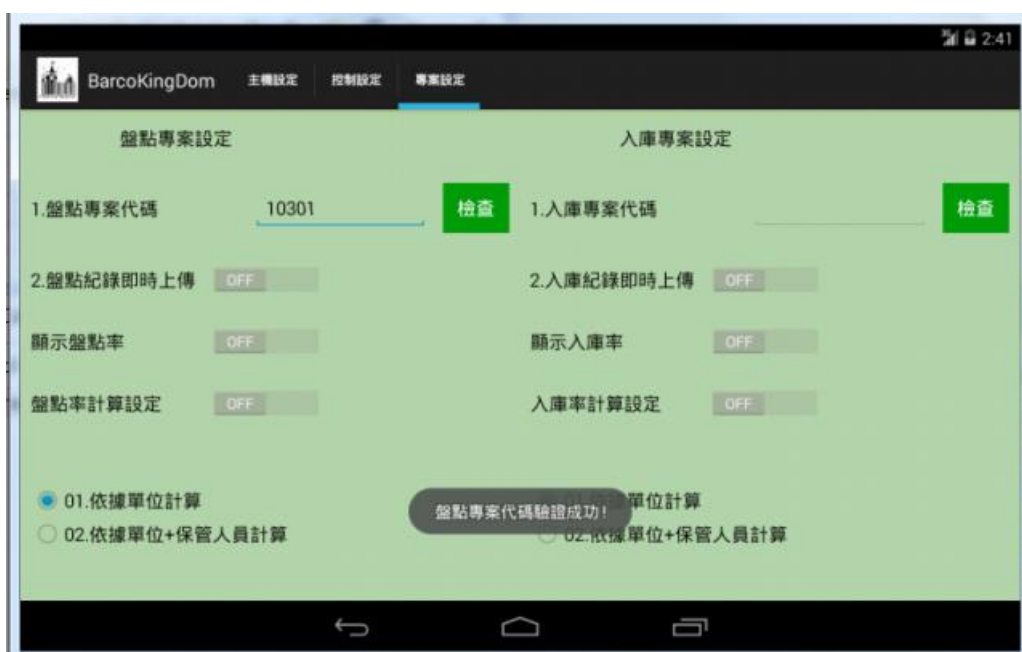 2:41
BarcoKingDom 主機設定 控制設定 專案設定
盤點專案設定
1.盤點專案代碼 10301 檢查
2.盤點紀錄即時上傳 OFF
顯示盤點率 OFF
盤點率計算設定 OFF
01.依據單位計算
02.依據單位+保管人員計算
入庫專案設定
1.入庫專案代碼 檢查
2.入庫紀錄即時上傳 OFF
顯示入庫率 OFF
入庫率計算設定 OFF
單位計算
02.依據單位+保管人員計算
盤點專案代碼驗證成功!